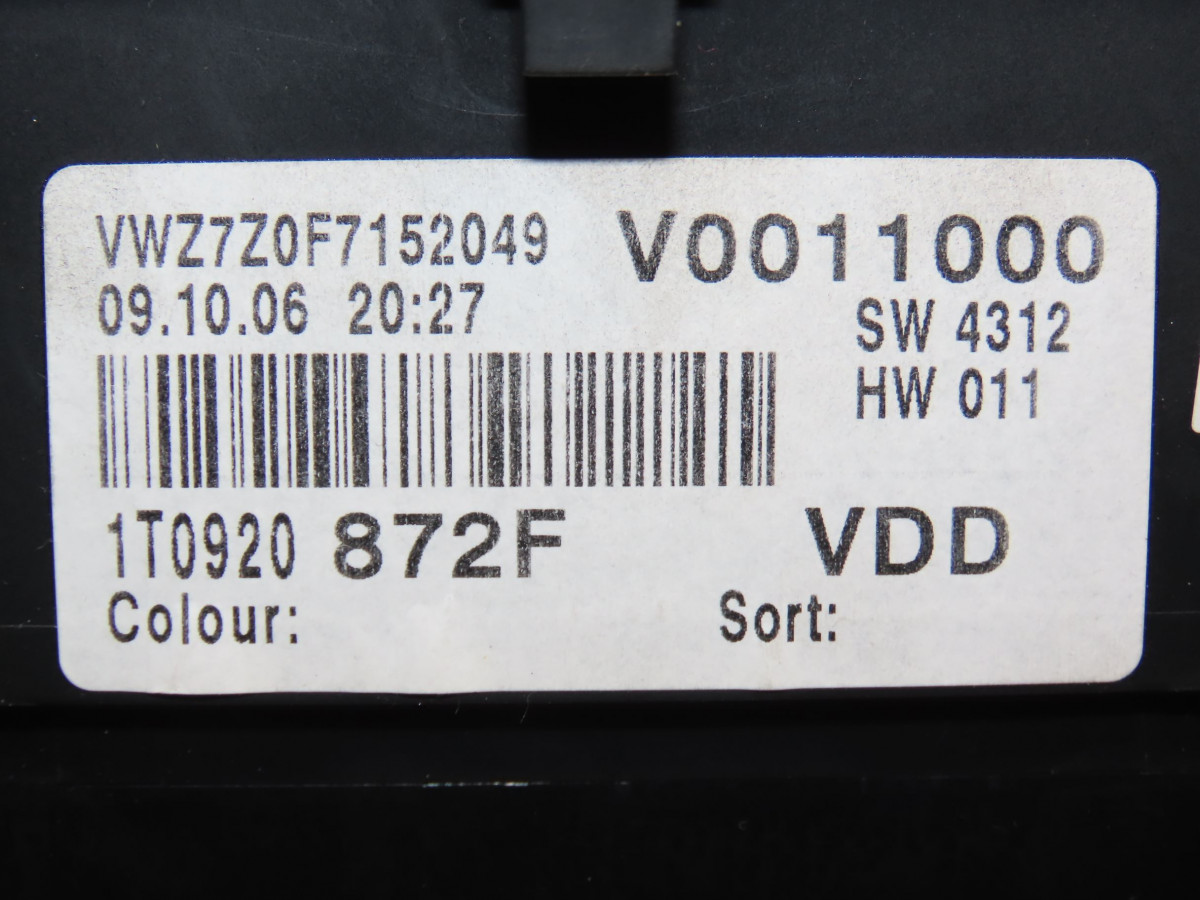 VWZ7Z0F7152049 V0011000
09.10.06 20:27 SW 4312
HW 011
1T0920 872F VDD
Colour: Sort: